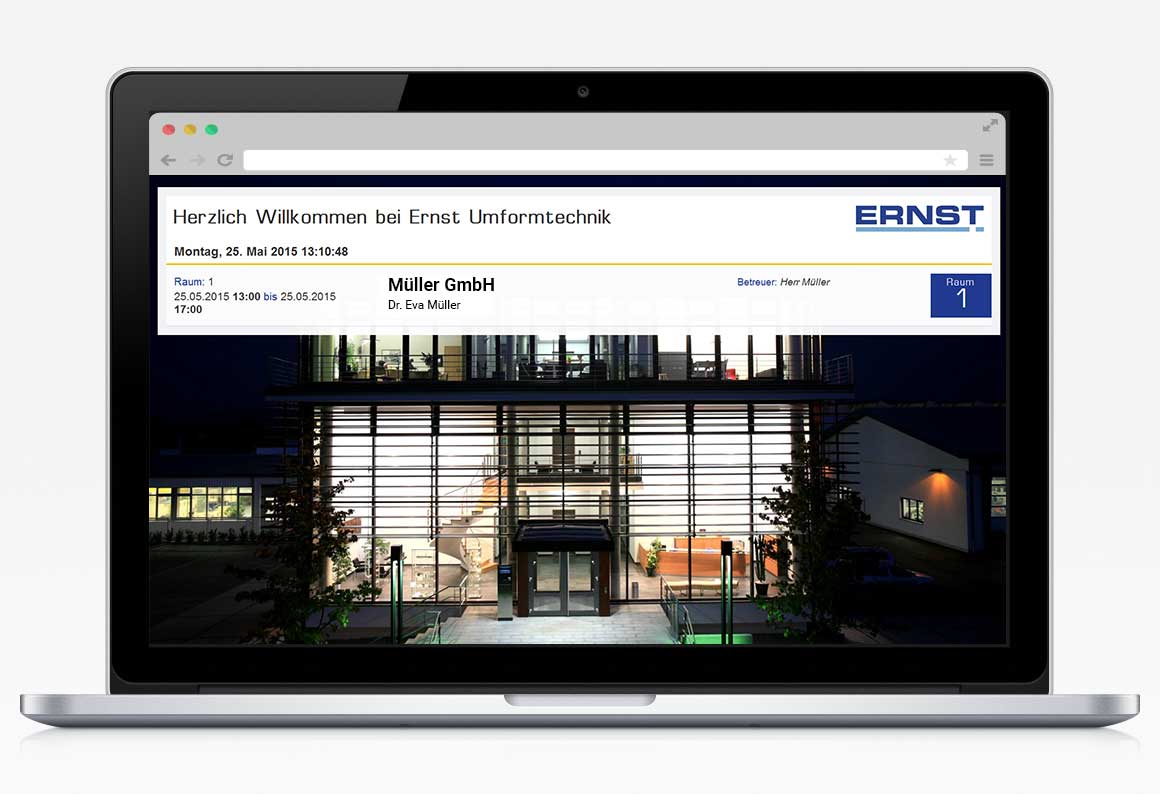 Herzlich Willkommen bei Ernst Umformtechnik
ERNST
Montag, 25. Mai 2015 13:10:48
Raum: 1
25.05.2015 13:00 bis 25.05.2015
17:00
Müller GmbH
Dr. Eva Müller
Betreuer: Herr Müller
Raum
1